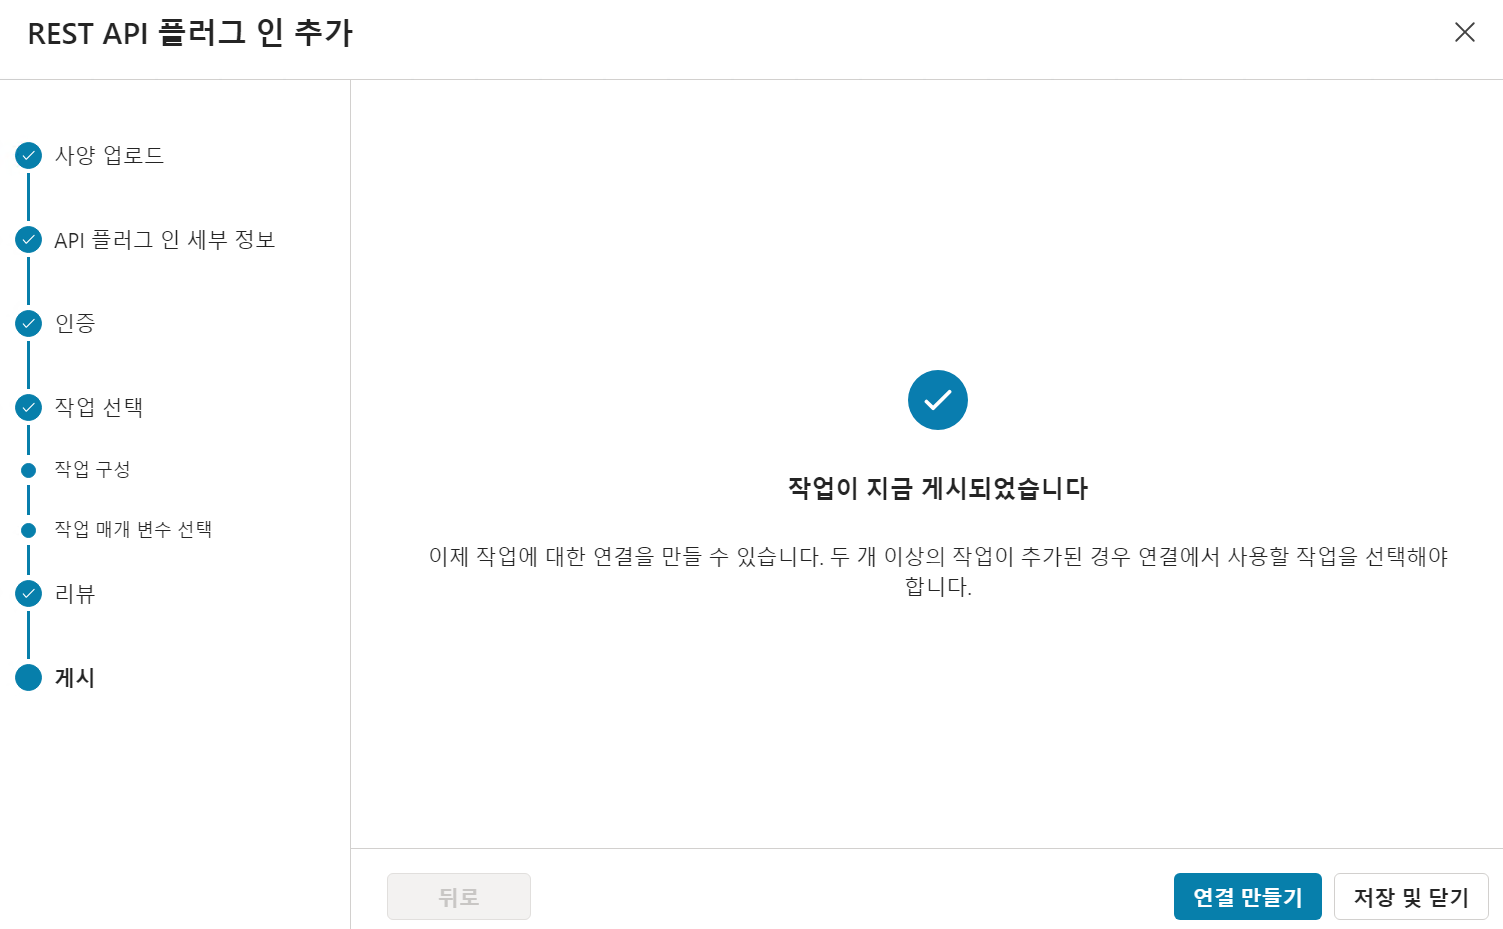 REST API 플러그 인 추가
사양 업로드
API 플러그 인 세부 정보
인증
작업 선택
작업 구성
작업 매개 변수 선택
리뷰
게시
작업이 지금 게시되었습니다
이제 작업에 대한 연결을 만들 수 있습니다. 두 개 이상의 작업이 추가된 경우 연결에서 사용할 작업을 선택해야
합니다.
뒤로
연결 만들기
저장 및 닫기